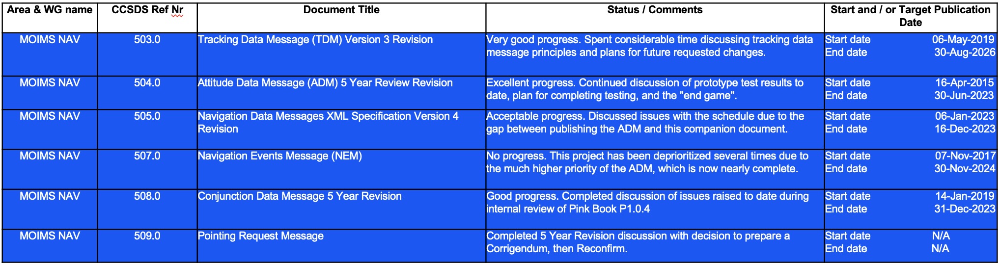 Area & WG name CCSDS Ref Nr Document Title Status / Comments Start and / or Target Publication
Date
MOIMS NAV 503.0 Tracking Data Message (TDM) Version 3 Revision Very good progress. Spent considerable time discussing tracking data Start date 06-May-2019
message principles and plans for future requested changes. End date 30-Aug-2026
MOIMS NAV 504.0 Attitude Data Message (ADM) 5 Year Review Revision Excellent progress. Continued discussion of prototype test results to Start date 16-Apr-2015
date, plan for completing testing, and the "end game". End date 30-Jun-2023
MOIMS NAV 505.0 Navigation Data Messages XML Specification Version 4 Acceptable progress. Discussed issues with the schedule due to the Start date 06-Jan-2023
Revision gap between publishing the ADM and this companion document. End date 16-Dec-2023
MOIMS NAV 507.0 Navigation Events Message (NEM) No progress. This project has been deprioritized several times due to Start date 07-Nov-2017
the much higher priority of the ADM, which is now nearly complete. End date 30-Nov-2024
MOIMS NAV 508.0 Conjunction Data Message 5 Year Revision Good progress. Completed discussion of issues raised to date during Start date 14-Jan-2019
internal review of Pink Book P1.0.4 End date 31-Dec-2023
MOIMS NAV 509.0 Pointing Request Message Completed 5 Year Revision discussion with decision to prepare a Start date N/A
Corrigendum, then Reconfirm. End date N/A